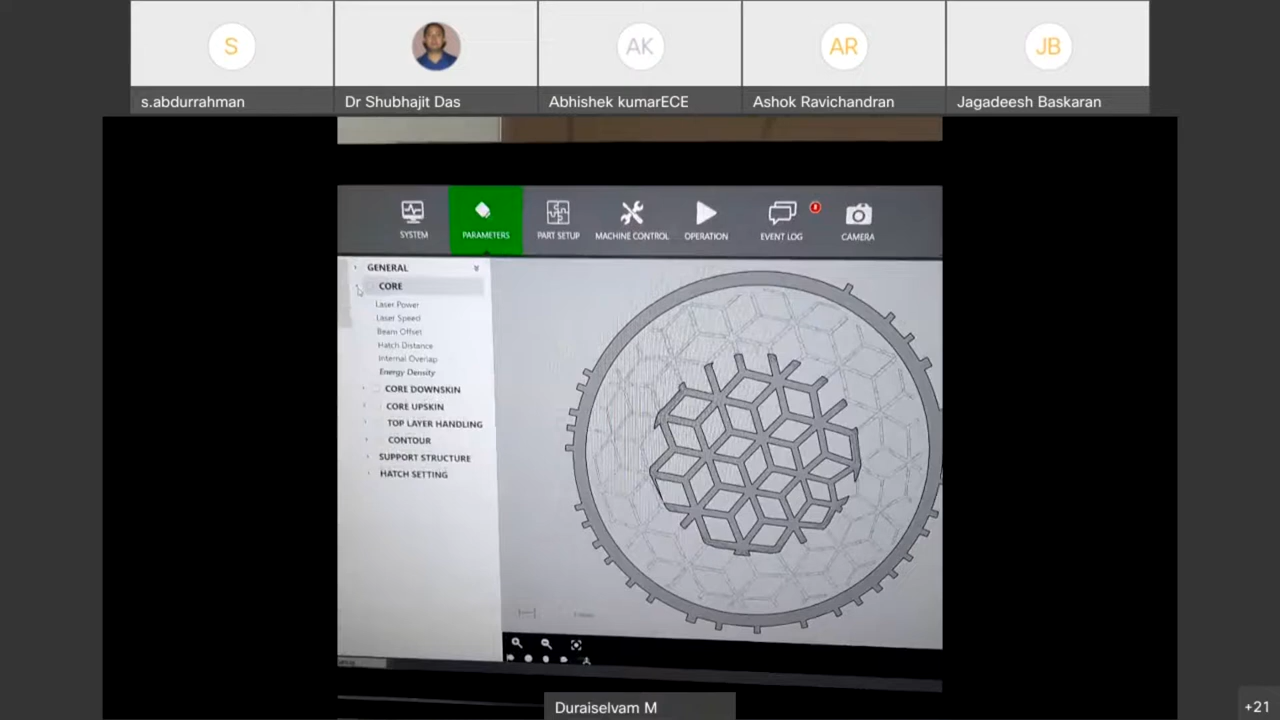 S
AK
AR
JB
s.abdurrahman
Dr Shubhajit Das
Abhishek kumarECE
Ashok Ravichandran
Jagadeesh Baskaran
SYSTEM
PARAMETERS
PART SETUP
MACHINE CONTROL
OPERATION
EVENT LOG
CAMERA
GENERAL
CORE
Laser Power
Laser Speed
Beam Offset
Hatch Distance
Internal Overlap
Energy Density
CORE DOWNSKIN
CORE UPSKIN
TOP LAYER HANDLING
CONTOUR
SUPPORT STRUCTURE
HATCH SETTING
Duraiselvam M
+21